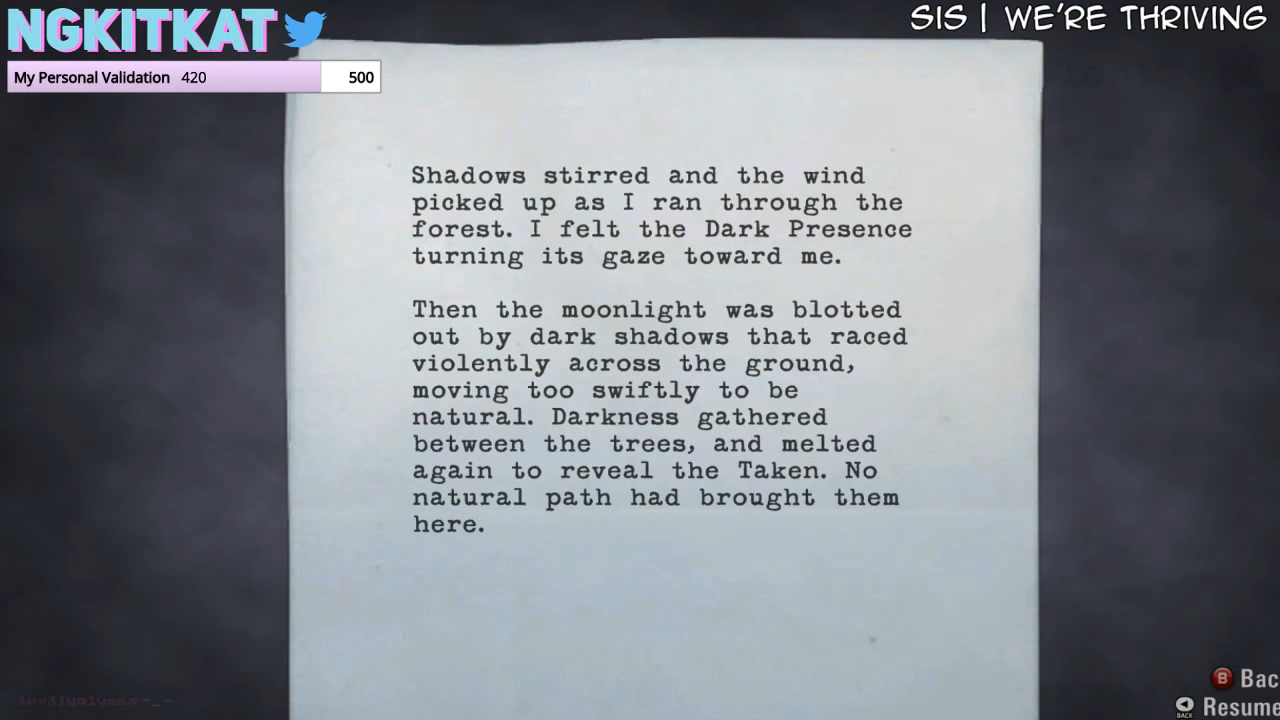 NGKITKAT
SIS | WE'RE THRIVING
My Personal Validation 420 500
Shadows stirred and the wind
picked up as I ran through the
forest. I felt the Dark Presence
turning its gaze toward me.
Then the moonlight was blotted
out by dark shadows that raced
violently across the ground,
moving too swiftly to be
natural. Darkness gathered
between the trees, and melted
again to reveal the Taken. No
natural path had brought them
here.
B Bac
BACK Resume